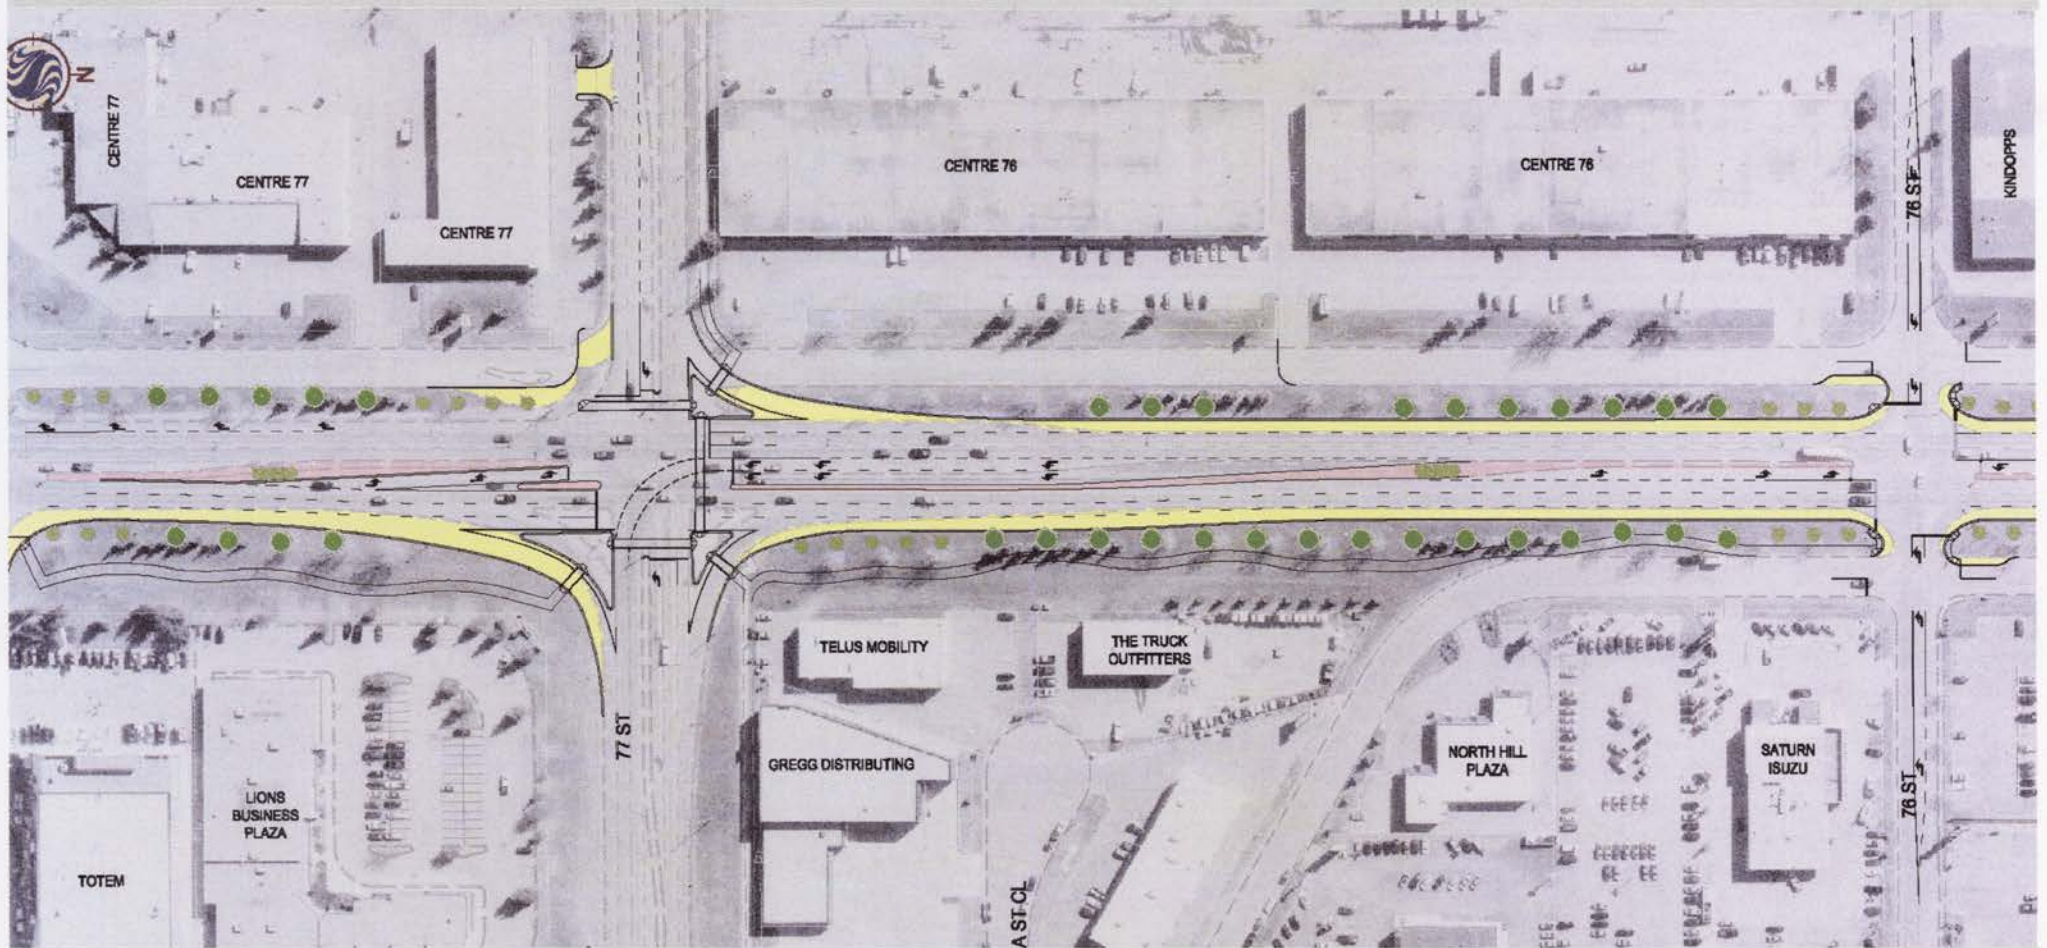 N
CENTRE 77
CENTRE 77
CENTRE 77
CENTRE 76
CENTRE 76
76 ST
KINDOPPS
TELUS MOBILITY
THE TRUCK
OUTFITTERS
77 ST
GREGG DISTRIBUTING
NORTH HILL
PLAZA
SATURN
ISUZU
76 ST
LIONS
BUSINESS
PLAZA
TOTEM
A ST CL